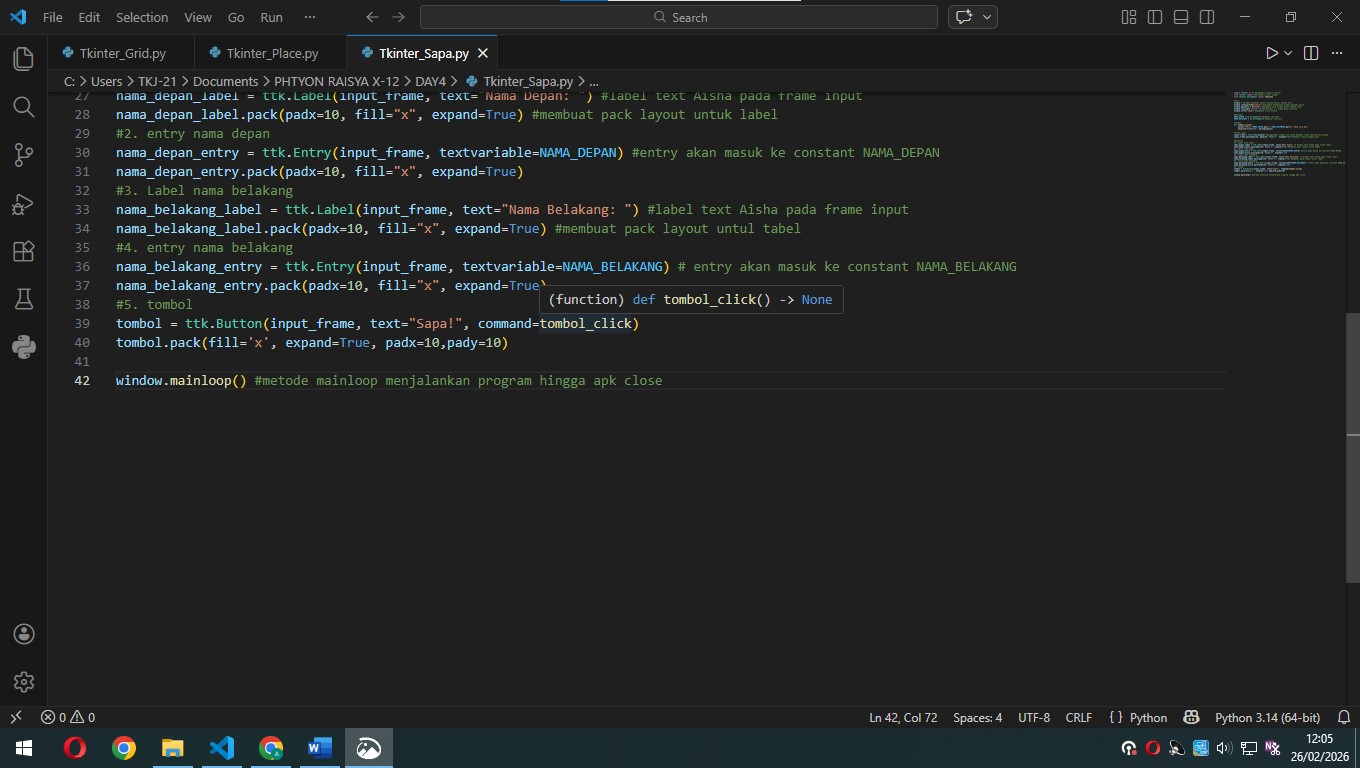 File Edit Selection View Go Run ··· Search
Tkinter_Grid.py Tkinter_Place.py Tkinter_Sapa.py
C: > Users > TKJ-21 > Documents > PHTYON RAISYA X-12 > DAY4 > Tkinter_Sapa.py > ...
27 nama_depan_label = ttk.Label(input_frame, text="Nama Depan: ") #label text Aisha pada frame input
28 nama_depan_label.pack(padx=10, fill="x", expand=True) #membuat pack layout untuk label
29 #2. entry nama depan
30 nama_depan_entry = ttk.Entry(input_frame, textvariable=NAMA_DEPAN) #entry akan masuk ke constant NAMA_DEPAN
31 nama_depan_entry.pack(padx=10, fill="x", expand=True)
32 #3. Label nama belakang
33 nama_belakang_label = ttk.Label(input_frame, text="Nama Belakang: ") #label text Aisha pada frame input
34 nama_belakang_label.pack(padx=10, fill="x", expand=True) #membuat pack layout untul tabel
35 #4. entry nama belakang
36 nama_belakang_entry = ttk.Entry(input_frame, textvariable=NAMA_BELAKANG) # entry akan masuk ke constant NAMA_BELAKANG
37 nama_belakang_entry.pack(padx=10, fill="x", expand=True)
(function) def tombol_click() -> None
38 #5. tombol
39 tombol = ttk.Button(input_frame, text="Sapa!", command=tombol_click)
40 tombol.pack(fill='x', expand=True, padx=10,pady=10)
41
42 window.mainloop() #metode mainloop menjalankan program hingga apk close
0 0 Ln 42, Col 72 Spaces: 4 UTF-8 CRLF { } Python Python 3.14 (64-bit)
12:05
26/02/2026